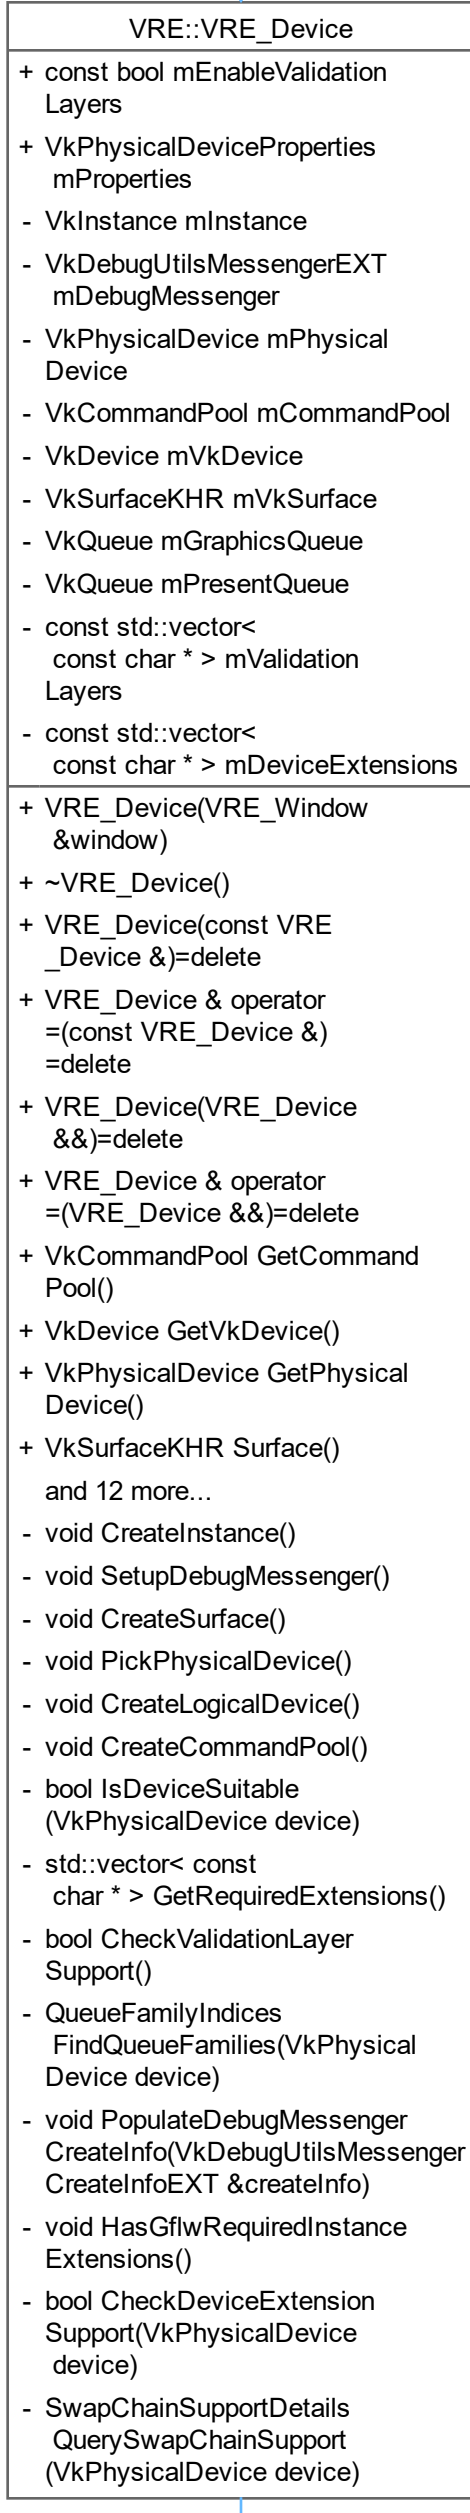 VRE::VRE_Device
+ const bool mEnableValidation
Layers
+ VkPhysicalDeviceProperties
mProperties
- VkInstance mInstance
- VkDebugUtilsMessengerEXT
mDebugMessenger
- VkPhysicalDevice mPhysical
Device
- VkCommandPool mCommandPool
- VkDevice mVkDevice
- VkSurfaceKHR mVkSurface
- VkQueue mGraphicsQueue
- VkQueue mPresentQueue
- const std::vector<
const char * > mValidation
Layers
- const std::vector<
const char * > mDeviceExtensions
+ VRE_Device(VRE_Window
&window)
+ ~VRE_Device()
+ VRE_Device(const VRE
_Device &)=delete
+ VRE_Device & operator
=(const VRE_Device &)
=delete
+ VRE_Device(VRE_Device
&&)=delete
+ VRE_Device & operator
=(VRE_Device &&)=delete
+ VkCommandPool GetCommand
Pool()
+ VkDevice GetVkDevice()
+ VkPhysicalDevice GetPhysical
Device()
+ VkSurfaceKHR Surface()
and 12 more...
- void CreateInstance()
- void SetupDebugMessenger()
- void CreateSurface()
- void PickPhysicalDevice()
- void CreateLogicalDevice()
- void CreateCommandPool()
- bool IsDeviceSuitable
(VkPhysicalDevice device)
- std::vector< const
char * > GetRequiredExtensions()
- bool CheckValidationLayer
Support()
- QueueFamilyIndices
FindQueueFamilies(VkPhysical
Device device)
- void PopulateDebugMessenger
CreateInfo(VkDebugUtilsMessenger
CreateInfoEXT &createInfo)
- void HasGflwRequiredInstance
Extensions()
- bool CheckDeviceExtension
Support(VkPhysicalDevice
device)
- SwapChainSupportDetails
QuerySwapChainSupport
(VkPhysicalDevice device)